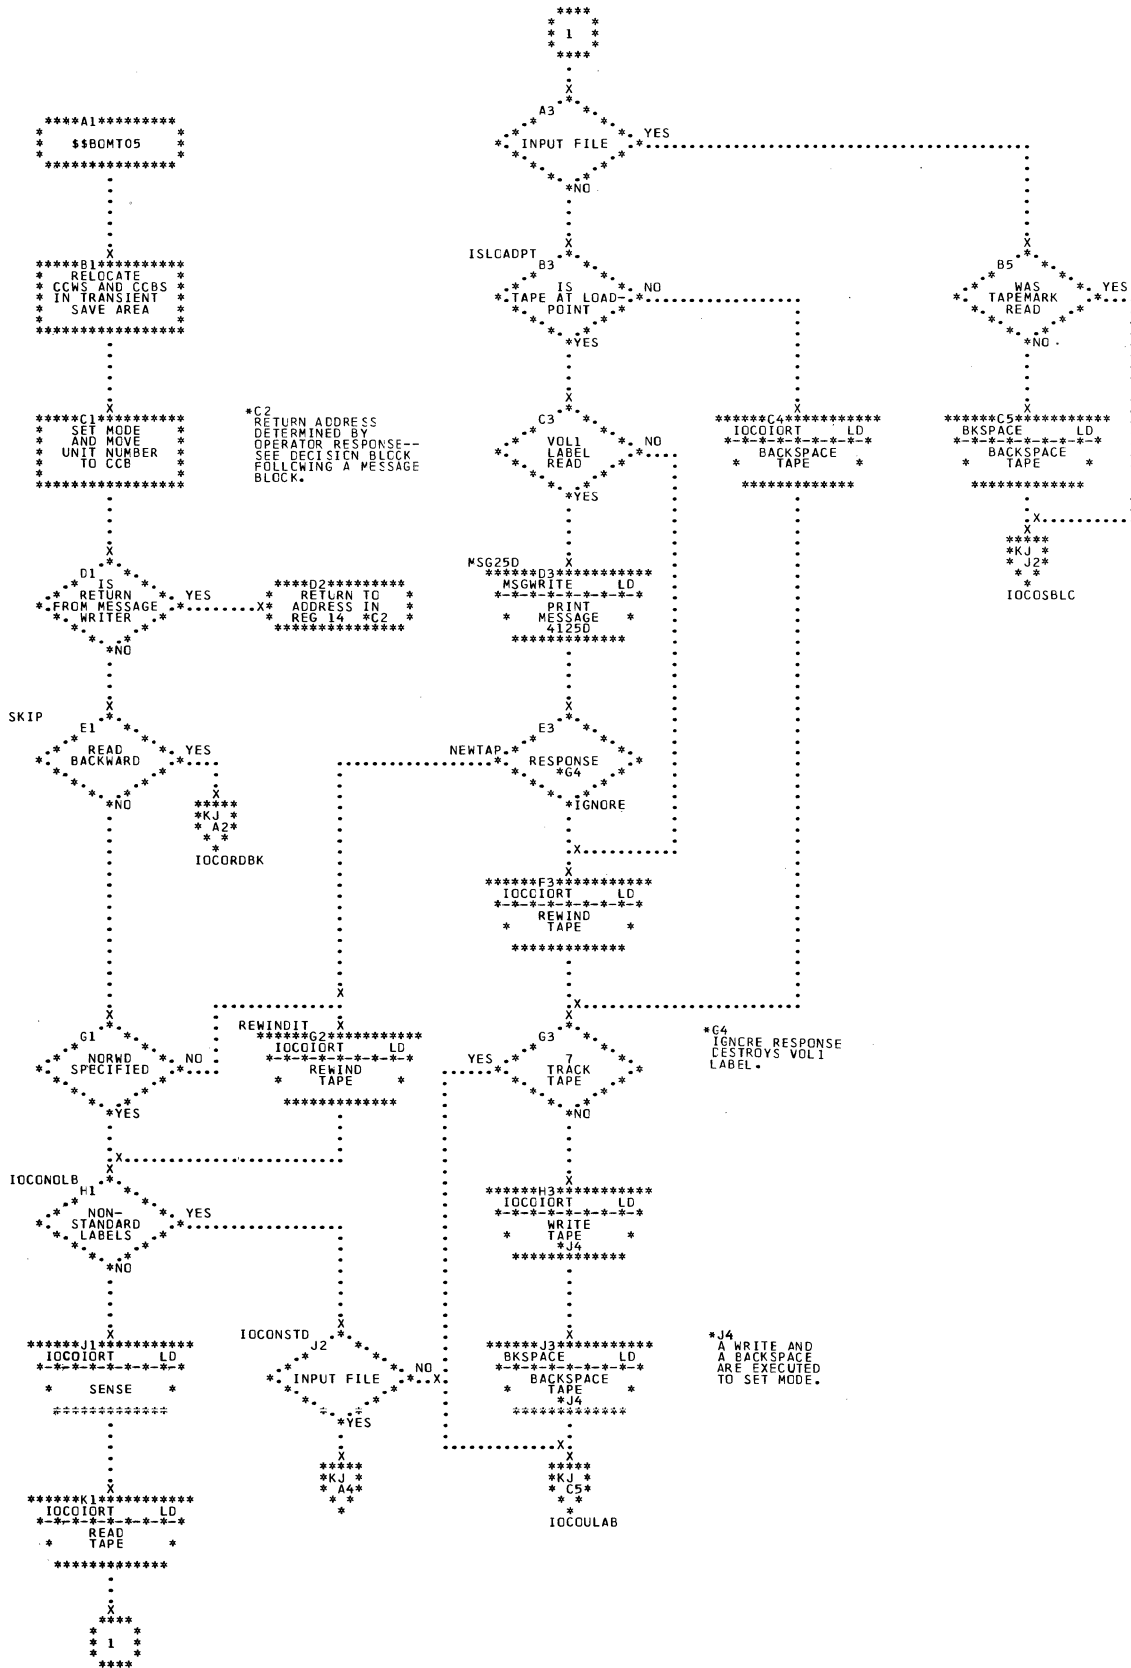 1
A1
$$BOMT05
B1
RELOCATE
CCWS AND CCBS
IN TRANSIENT
SAVE AREA
C1
SET MODE
AND MOVE
UNIT NUMBER
TO CCB
*C2
RETURN ADDRESS
DETERMINED BY
OPERATOR RESPONSE--
SEE DECISION BLOCK
FOLLOWING A MESSAGE
BLOCK.
D1
IS
RETURN
FROM MESSAGE
WRITER
YES
NO
D2
RETURN TO
ADDRESS IN
REG 14 *C2
SKIP
E1
READ
BACKWARD
YES
NO
KJ
A2
IOCORDBK
G1
NORWD
SPECIFIED
NO
YES
REWINDIT
G2
IOCOIORT LD
REWIND
TAPE
IOCONOLB
H1
NON-
STANDARD
LABELS
YES
NO
J1
IOCOIORT LD
SENSE
K1
IOCOIORT LD
READ
TAPE
1
IOCONSTD
J2
INPUT FILE
NO
YES
KJ
A4
A3
INPUT FILE
YES
NO
ISLOADPT
B3
IS
TAPE AT LOAD-
POINT
NO
YES
C3
VOL1
LABEL
READ
NO
YES
MSG25D
D3
MSGWRITE LD
PRINT
MESSAGE
4125D
NEWTAP
E3
RESPONSE
*G4
IGNORE
F3
IOCOIORT LD
REWIND
TAPE
G3
7
TRACK
TAPE
YES
NO
*G4
IGNORE RESPONSE
DESTROYS VOL1
LABEL.
H3
IOCOIORT LD
WRITE
TAPE
*J4
J3
BKSPACE LD
BACKSPACE
TAPE
*J4
*J4
A WRITE AND
A BACKSPACE
ARE EXECUTED
TO SET MODE.
KJ
C5
IOCOULAB
C4
IOCOIORT LD
BACKSPACE
TAPE
B5
WAS
TAPEMARK
READ
YES
NO
C5
BKSPACE LD
BACKSPACE
TAPE
KJ
J2
IOCOSBLC